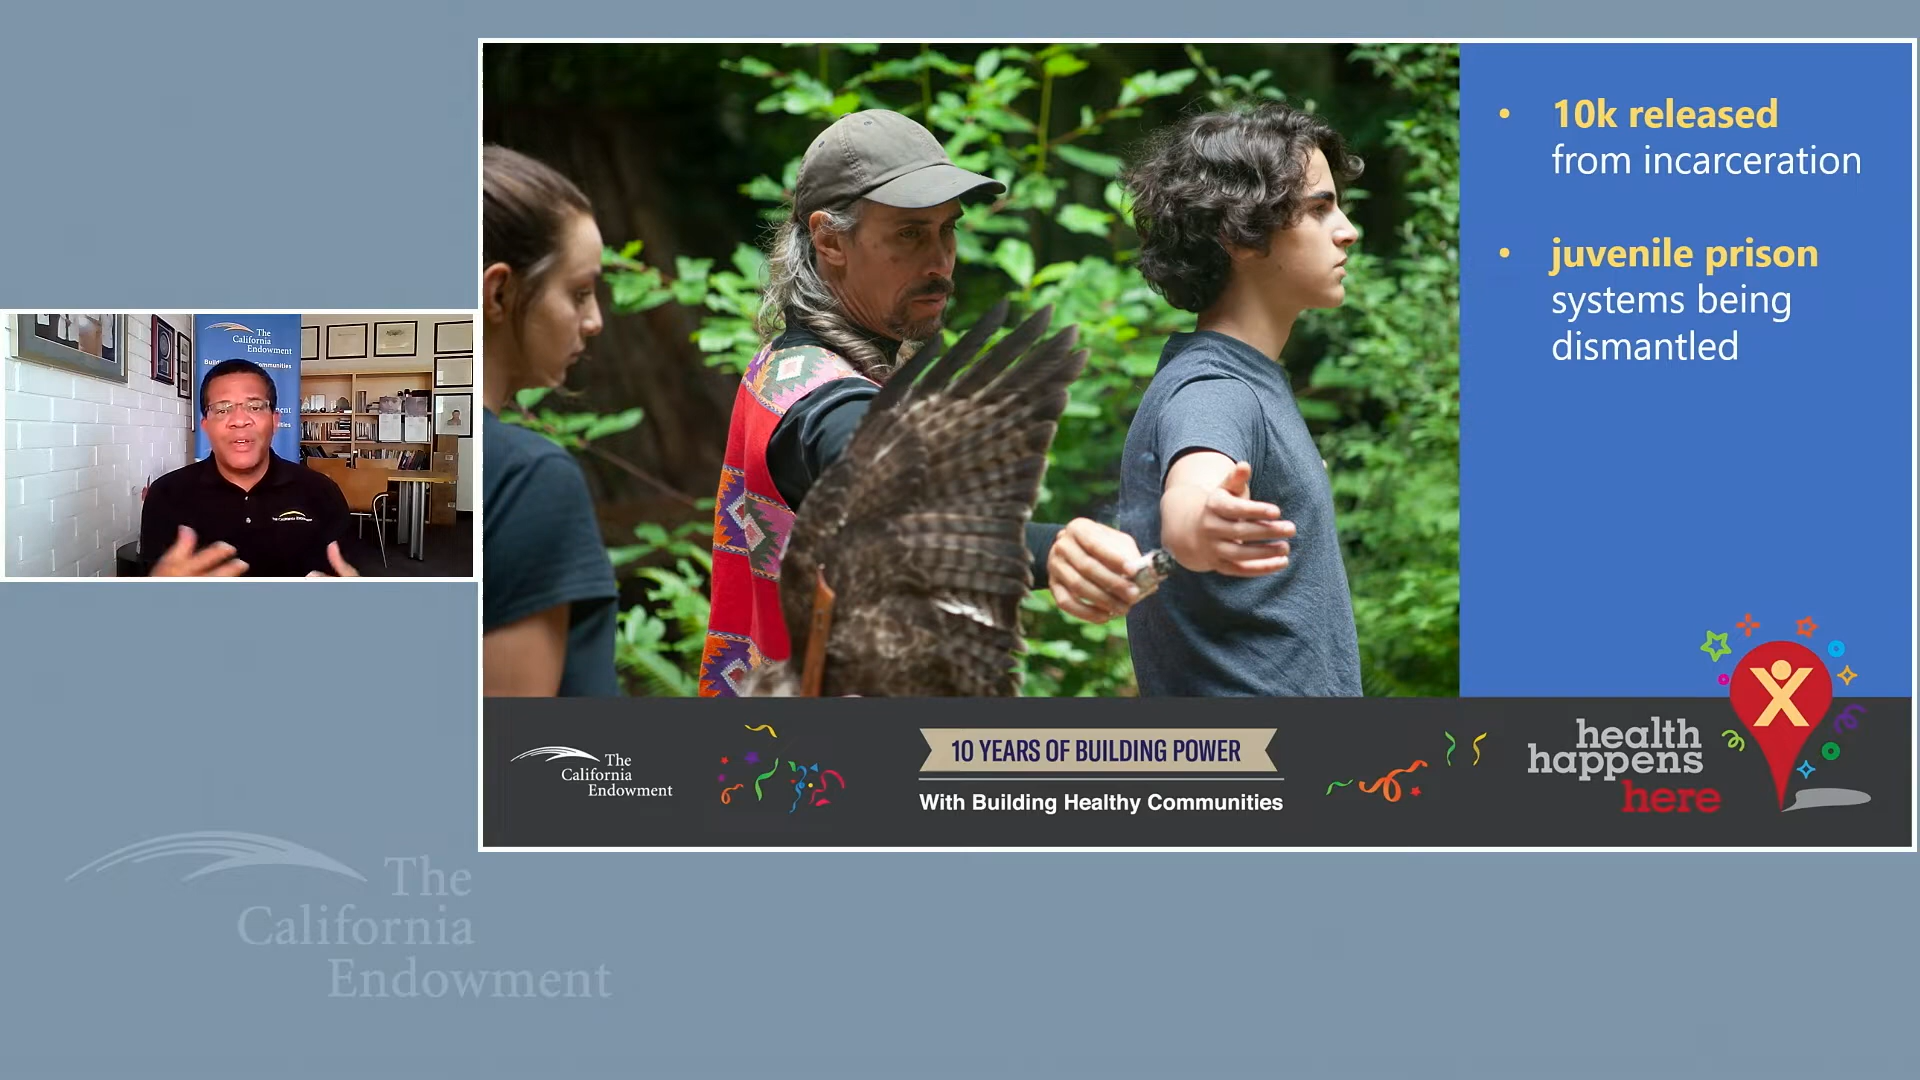 • 10k released
from incarceration
• juvenile prison
systems being
dismantled
The
California
Endowment
The
California
Endowment
10 YEARS OF BUILDING POWER
With Building Healthy Communities
health
happens
here
The
California
Endowment